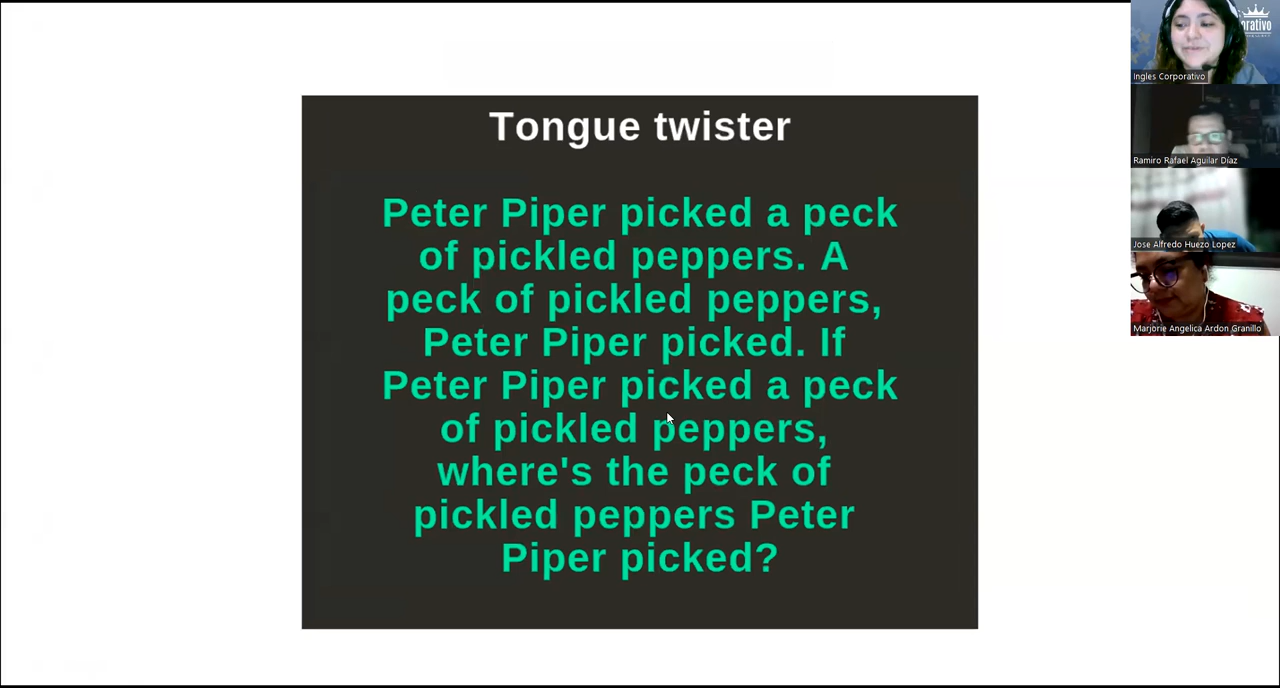 Tongue twister
Peter Piper picked a peck
of pickled peppers. A
peck of pickled peppers,
Peter Piper picked. If
Peter Piper picked a peck
of pickled peppers,
where's the peck of
pickled peppers Peter
Piper picked?
Ingles Corporativo
Ramiro Rafael Aguilar Díaz
Jose Alfredo Huezo Lopez
Marjorie Angelica Ardon Granillo